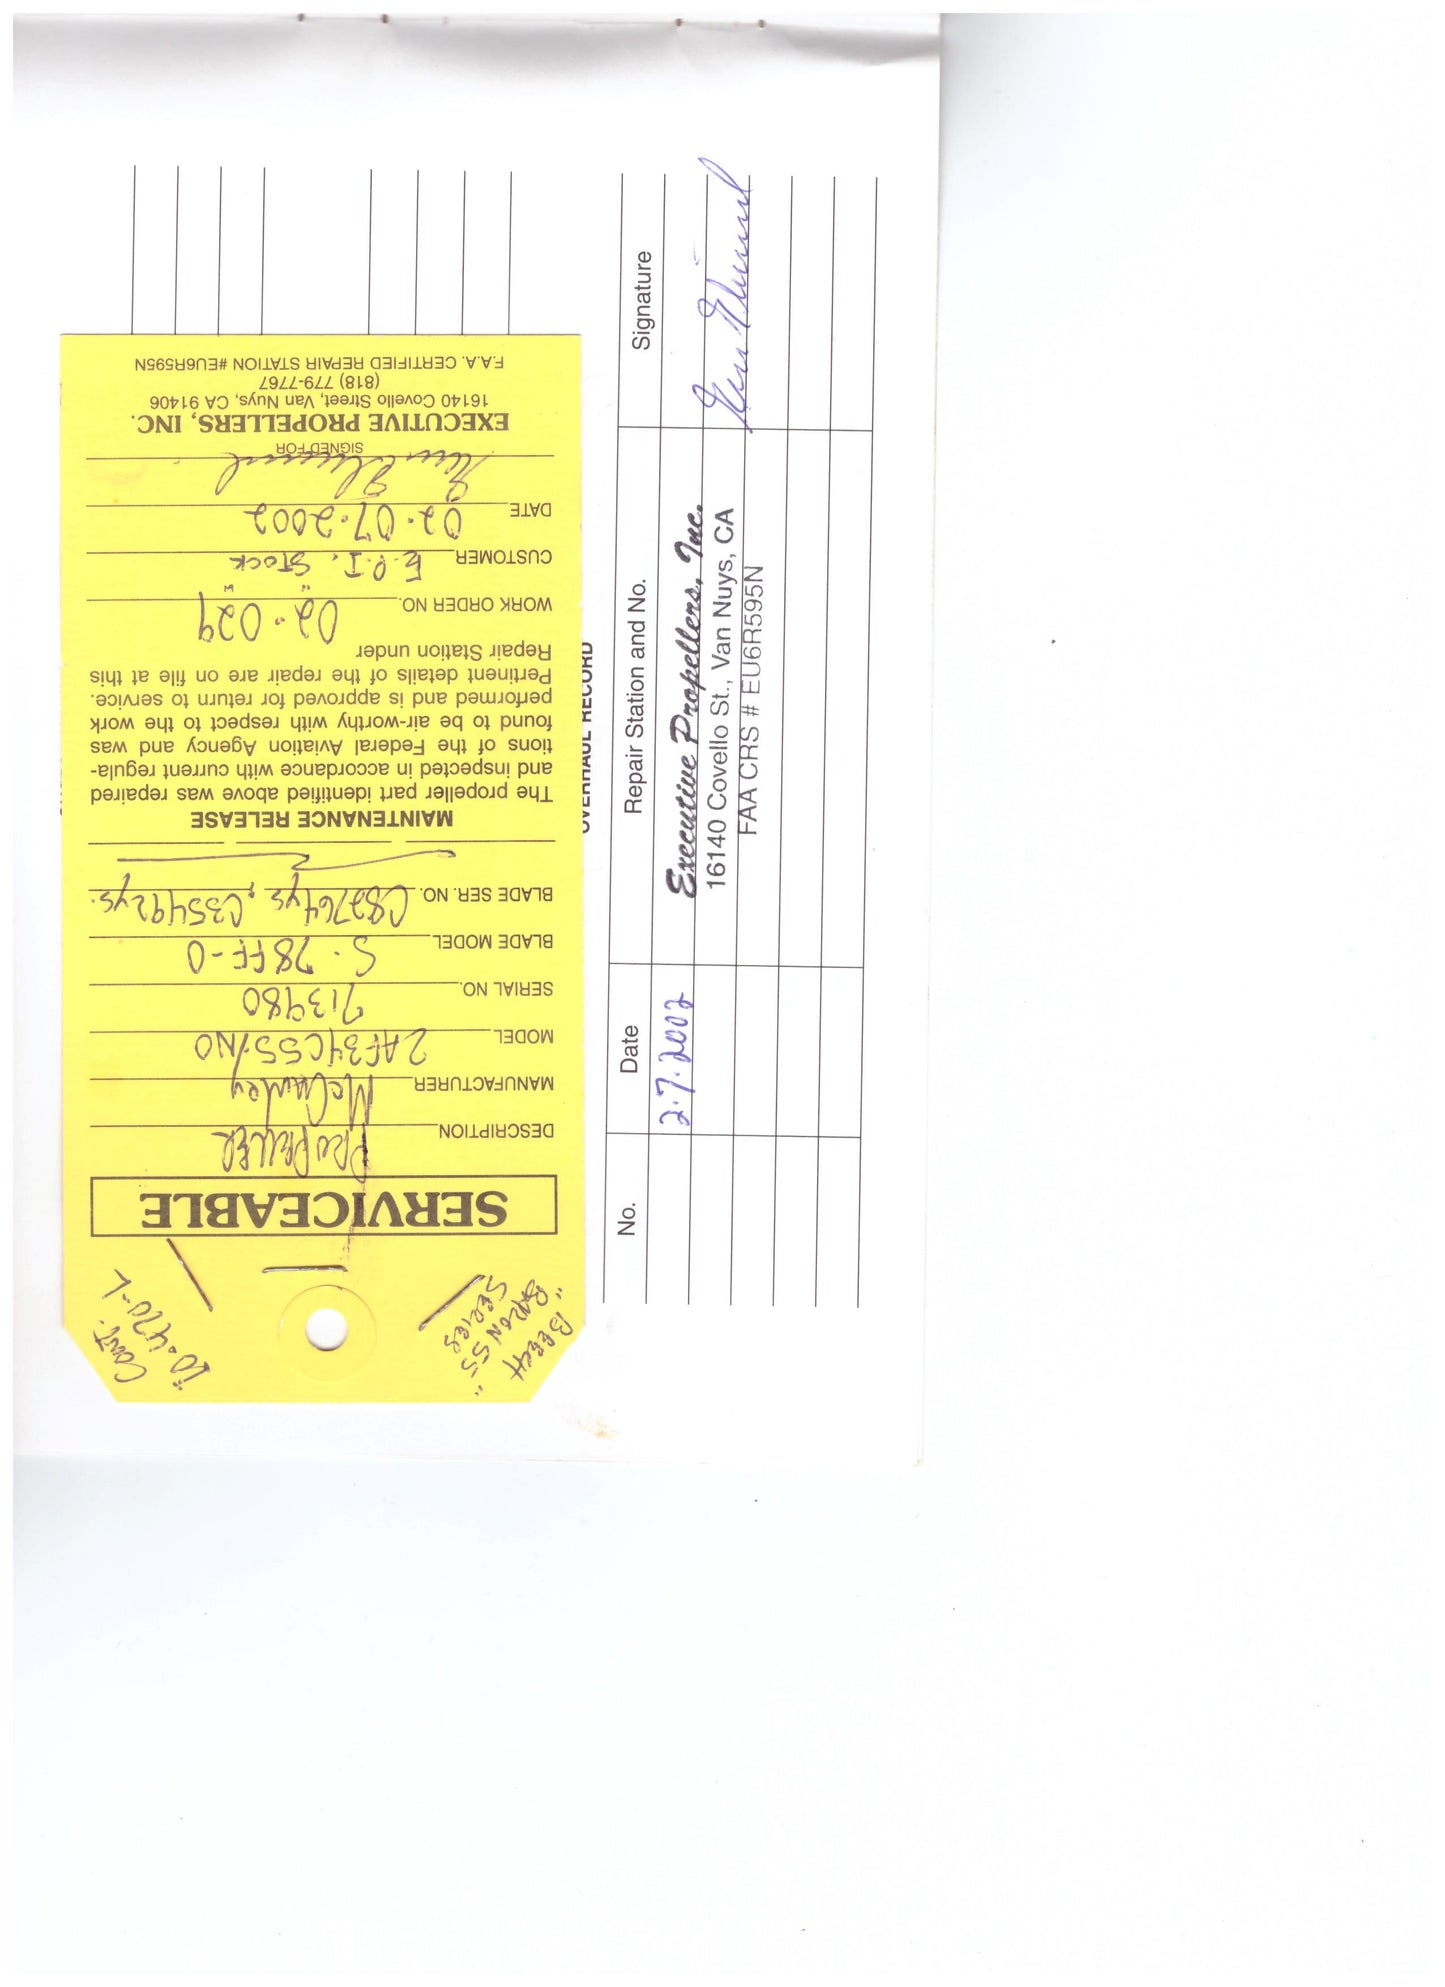 CONT.
IO.470-L
"BEECH
BARON 55"
SERIES
SERVICEABLE
DESCRIPTION PROPELLER
MANUFACTURER McCauley
MODEL 2AF34C55/NO
SERIAL NO. 713980
BLADE MODEL S-78FF-0
BLADE SER. NO. C82764ys, C35492ys.
MAINTENANCE RELEASE
The propeller part identified above was repaired
and inspected in accordance with current regula-
tions of the Federal Aviation Agency and was
found to be air-worthy with respect to the work
performed and is approved for return to service.
Pertinent details of the repair are on file at this
Repair Station under
WORK ORDER NO. 02.029
CUSTOMER E.P.I. Stock
DATE 02.07.2002
SIGNED FOR
EXECUTIVE PROPELLERS, INC.
16140 Covello Street, Van Nuys, CA 91406
(818) 779-7767
F.A.A. CERTIFIED REPAIR STATION #EU6R595N
OVERHAUL RECORD
No. Date Repair Station and No. Signature
2.7.2002 Executive Propellers, Inc.
16140 Covello St., Van Nuys, CA
FAA CRS # EU6R595N